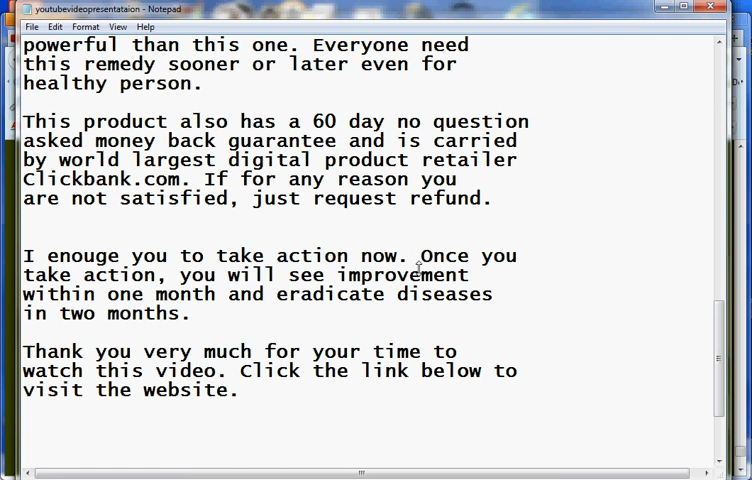 youtubevideopresentataion - Notepad
File Edit Format View Help
powerful than this one. Everyone need
this remedy sooner or later even for
healthy person.
This product also has a 60 day no question
asked money back guarantee and is carried
by world largest digital product retailer
Clickbank.com. If for any reason you
are not satisfied, just request refund.
I enouge you to take action now. Once you
take action, you will see improvement
within one month and eradicate diseases
in two months.
Thank you very much for your time to
watch this video. Click the link below to
visit the website.